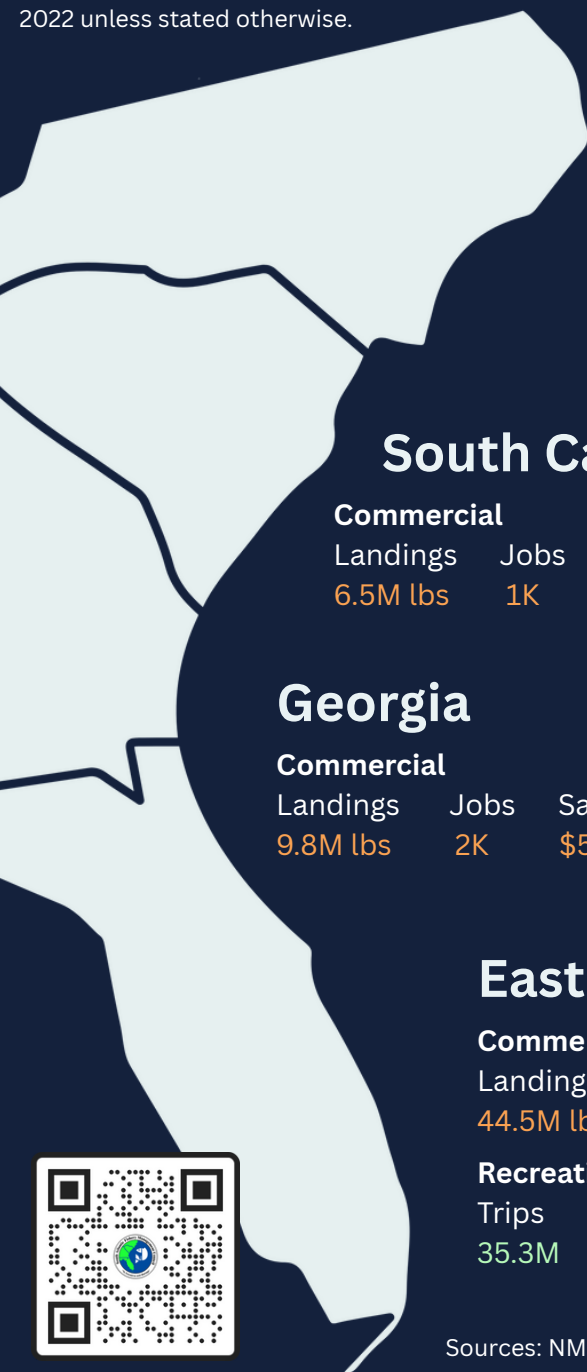 2022 unless stated otherwise.
South Ca
Commercial
Landings Jobs
6.5M lbs 1K
Georgia
Commercial
Landings Jobs Sa
9.8M lbs 2K $5
East
Comme
Landing
44.5M lb
Recreat
Trips
35.3M
Sources: NM